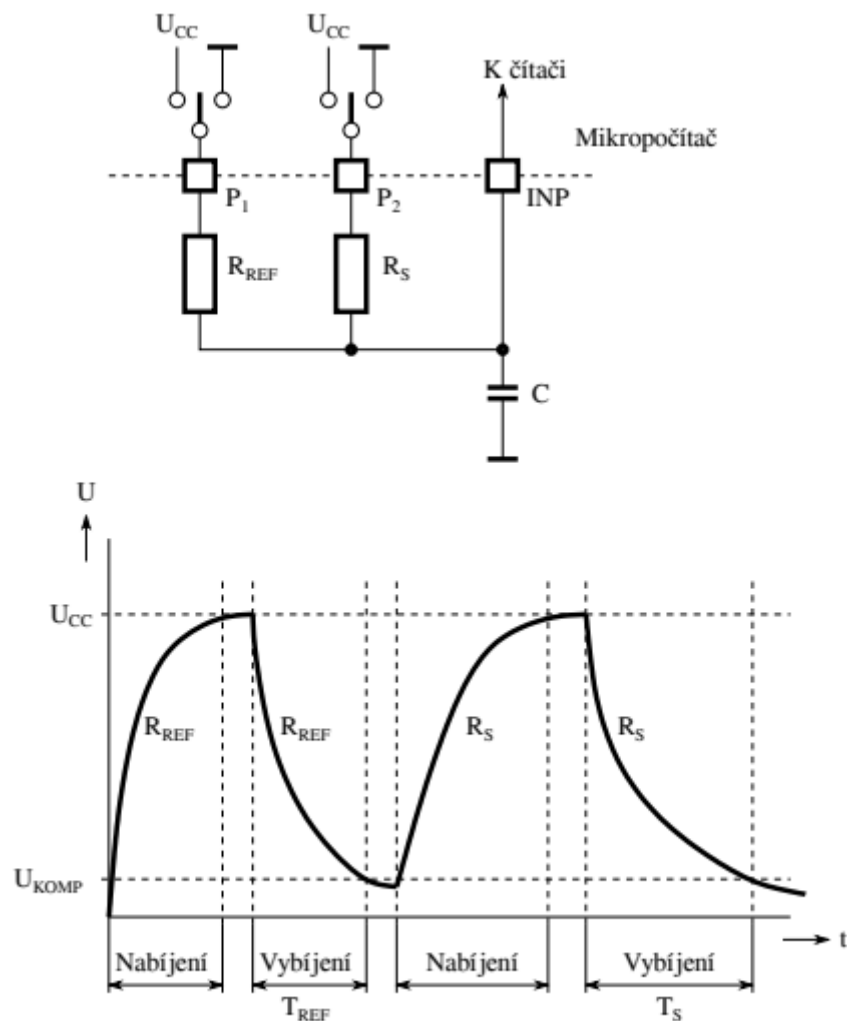 U_CC U_CC
K čítači
Mikropočítač
P_1 P_2 INP
R_REF R_S
C
U
U_CC
R_REF R_REF R_S R_S
U_KOMP
t
Nabíjení Vybíjení Nabíjení Vybíjení
T_REF T_S